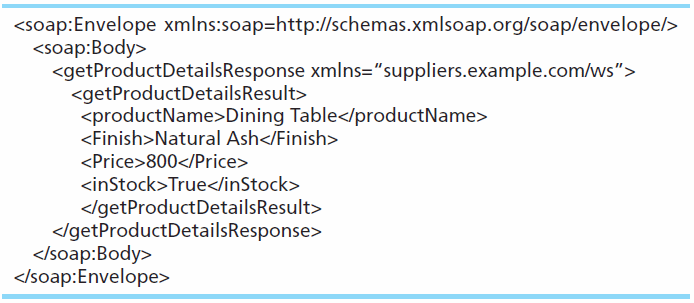 <soap:Envelope xmlns:soap=http://schemas.xmlsoap.org/soap/envelope/>
<soap:Body>
<getProductDetailsResponse xmlns=“suppliers.example.com/ws”>
<getProductDetailsResult>
<productName>Dining Table</productName>
<Finish>Natural Ash</Finish>
<Price>800</Price>
<inStock>True</inStock>
</getProductDetailsResult>
</getProductDetailsResponse>
</soap:Body>
</soap:Envelope>